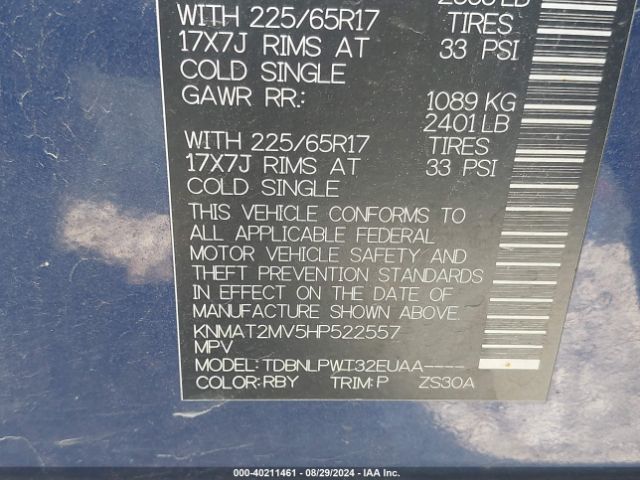 WITH 225/65R17 TIRES
17X7J RIMS AT 33 PSI
COLD SINGLE
GAWR RR: 1089 KG
2401 LB
WITH 225/65R17 TIRES
17X7J RIMS AT 33 PSI
COLD SINGLE
THIS VEHICLE CONFORMS TO
ALL APPLICABLE FEDERAL
MOTOR VEHICLE SAFETY AND
THEFT PREVENTION STANDARDS
IN EFFECT ON THE DATE OF
MANUFACTURE SHOWN ABOVE.
KNMAT2MV5HP522557
MPV
MODEL: TDBNLPWT32EUAA----
COLOR: RBY TRIM: P ZS30A
000-40211461 - 08/29/2024 - IAA Inc.